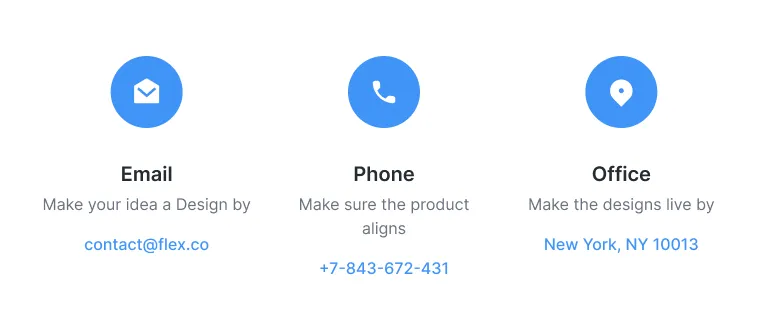 Email
Make your idea a Design by
contact@flex.co
Phone
Make sure the product
aligns
+7-843-672-431
Office
Make the designs live by
New York, NY 10013